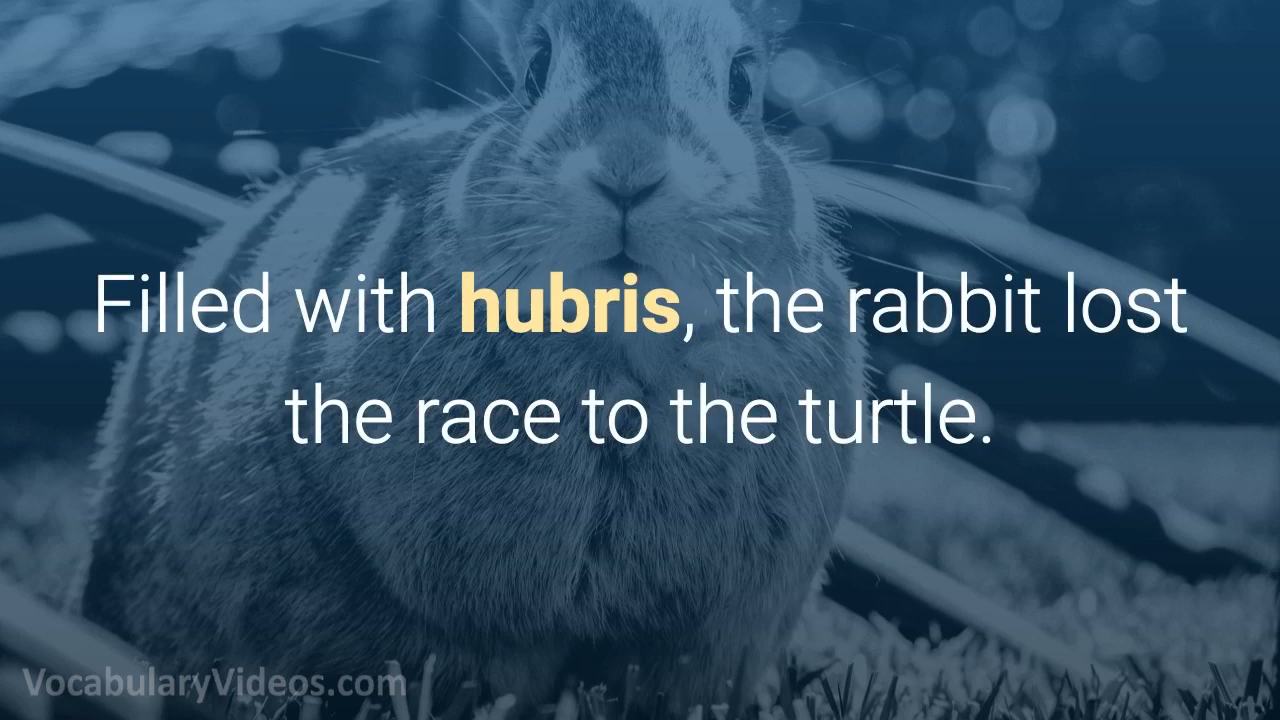 Filled with hubris, the rabbit lost
the race to the turtle.
VocabularyVideos.com